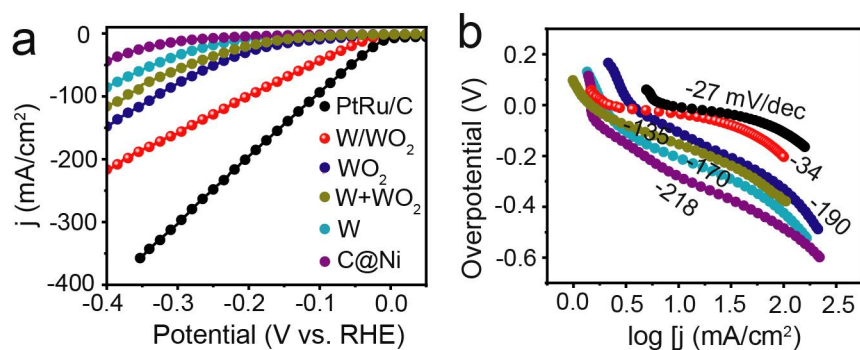 a
j (mA/cm²)
0
-100
-200
-300
-400
-0.4
-0.3
-0.2
-0.1
0.0
Potential (V vs. RHE)
PtRu/C
W/WO₂
WO₂
W+WO₂
W
C@Ni
b
Overpotential (V)
0.2
0.0
-0.2
-0.4
-0.6
0.0
0.5
1.0
1.5
2.0
2.5
log [j (mA/cm²)
-27 mV/dec
-34
-135
-170
-190
-218